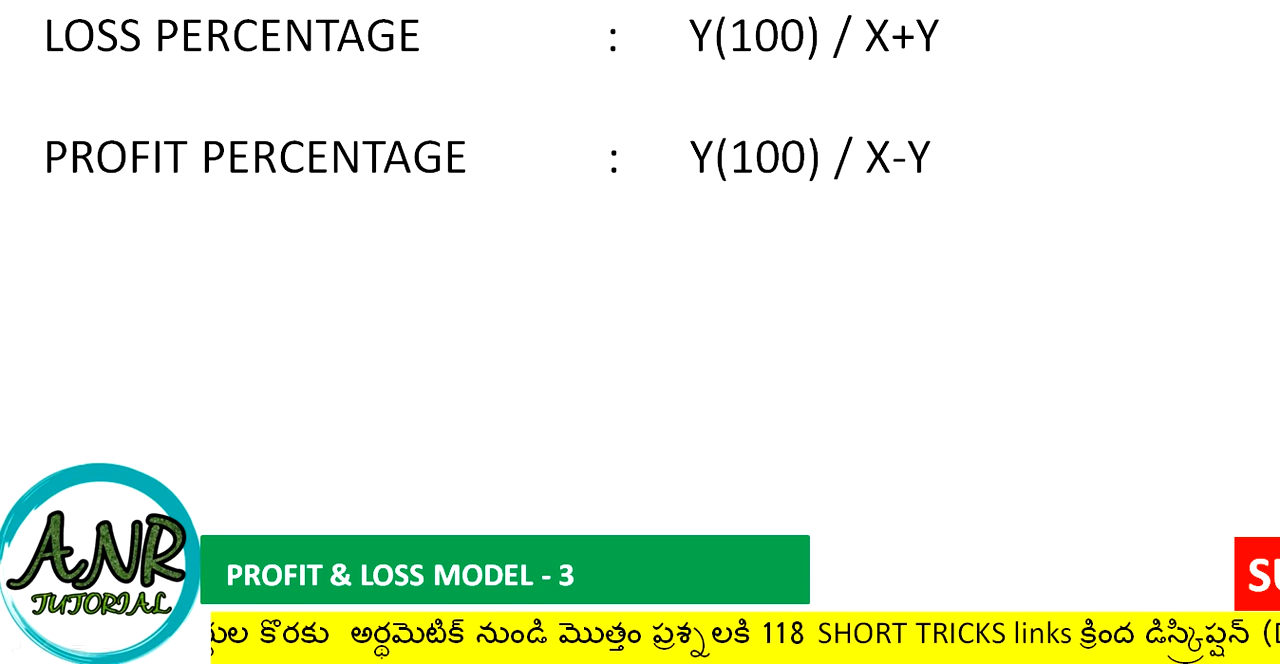 LOSS PERCENTAGE : Y(100) / X+Y
PROFIT PERCENTAGE : Y(100) / X-Y
ANR
TUTORIAL
PROFIT & LOSS MODEL - 3
కొరకు అర్థమెటిక్ నుండి మొత్తం ప్రశ్నలకి 118 SHORT TRICKS links క్రింద డిస్క్రిప్షన్